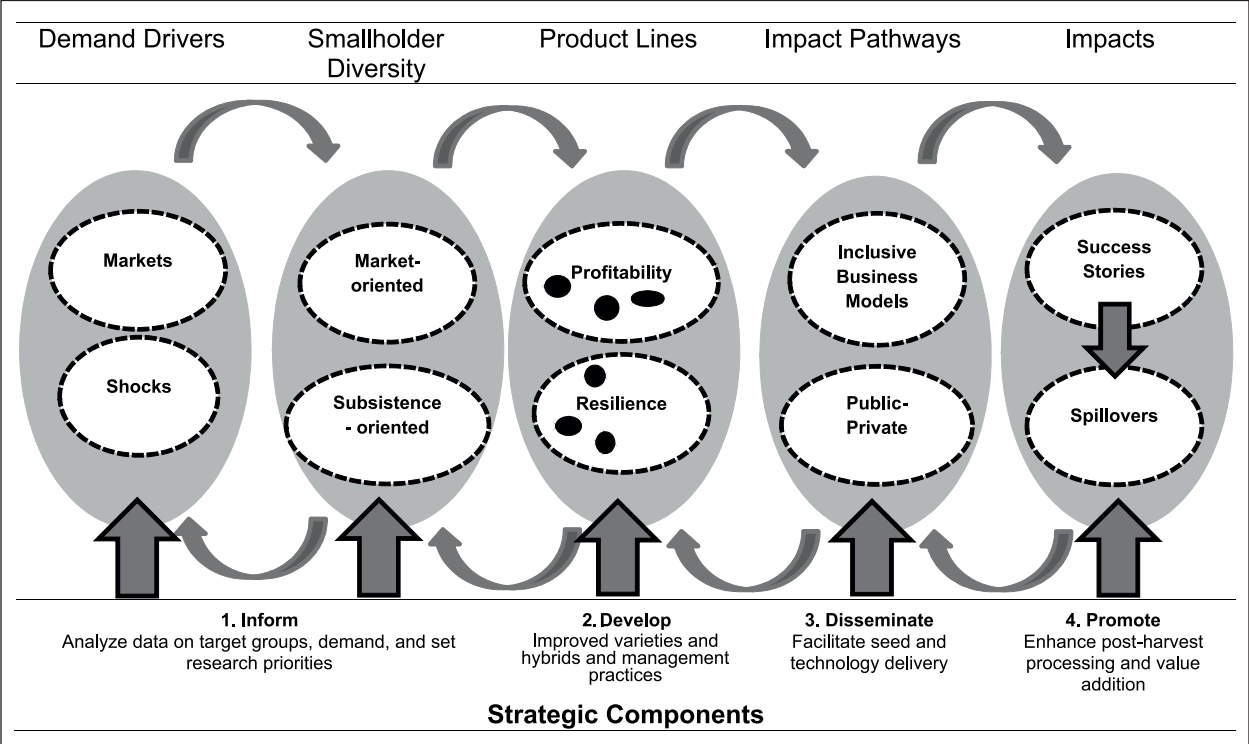 Demand Drivers
Smallholder
Diversity
Product Lines
Impact Pathways
Impacts
Markets
Shocks
Market-
oriented
Subsistence
- oriented
Profitability
Resilience
Inclusive
Business
Models
Public-
Private
Success
Stories
Spillovers
1. Inform
Analyze data on target groups, demand, and set
research priorities
2. Develop
Improved varieties and
hybrids and management
practices
3. Disseminate
Facilitate seed and
technology delivery
4. Promote
Enhance post-harvest
processing and value
addition
Strategic Components